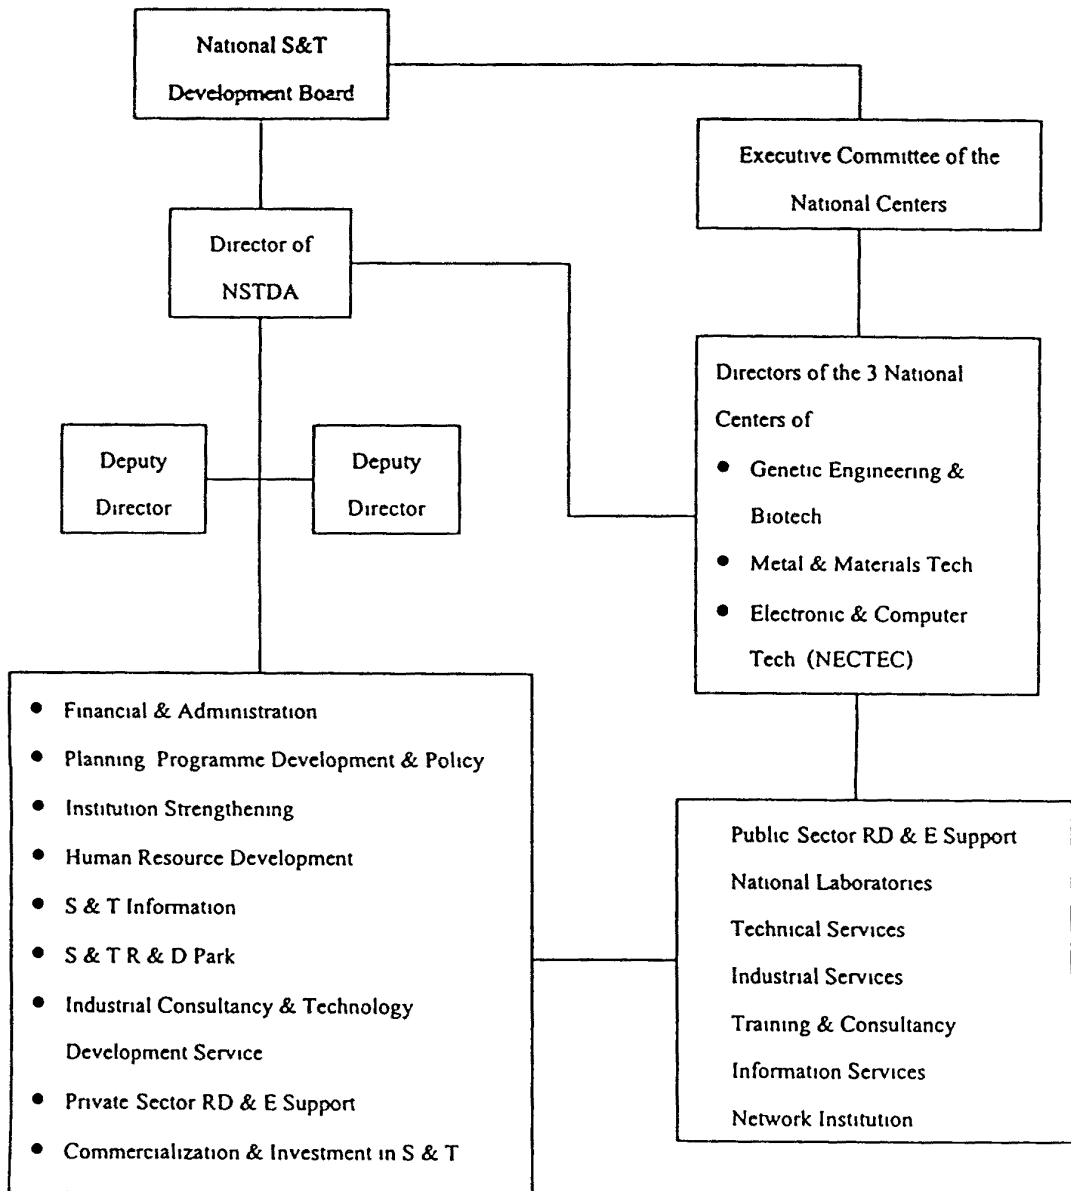 National S&T
Development Board
Executive Committee of the
National Centers
Director of
NSTDA
Directors of the 3 National
Centers of
• Genetic Engineering &
Biotech
• Metal & Materials Tech
• Electronic & Computer
Tech (NECTEC)
Deputy
Director
Deputy
Director
• Financial & Administration
• Planning Programme Development & Policy
• Institution Strengthening
• Human Resource Development
• S & T Information
• S & T R & D Park
• Industrial Consultancy & Technology
Development Service
• Private Sector RD & E Support
• Commercialization & Investment in S & T
Public Sector RD & E Support
National Laboratories
Technical Services
Industrial Services
Training & Consultancy
Information Services
Network Institution